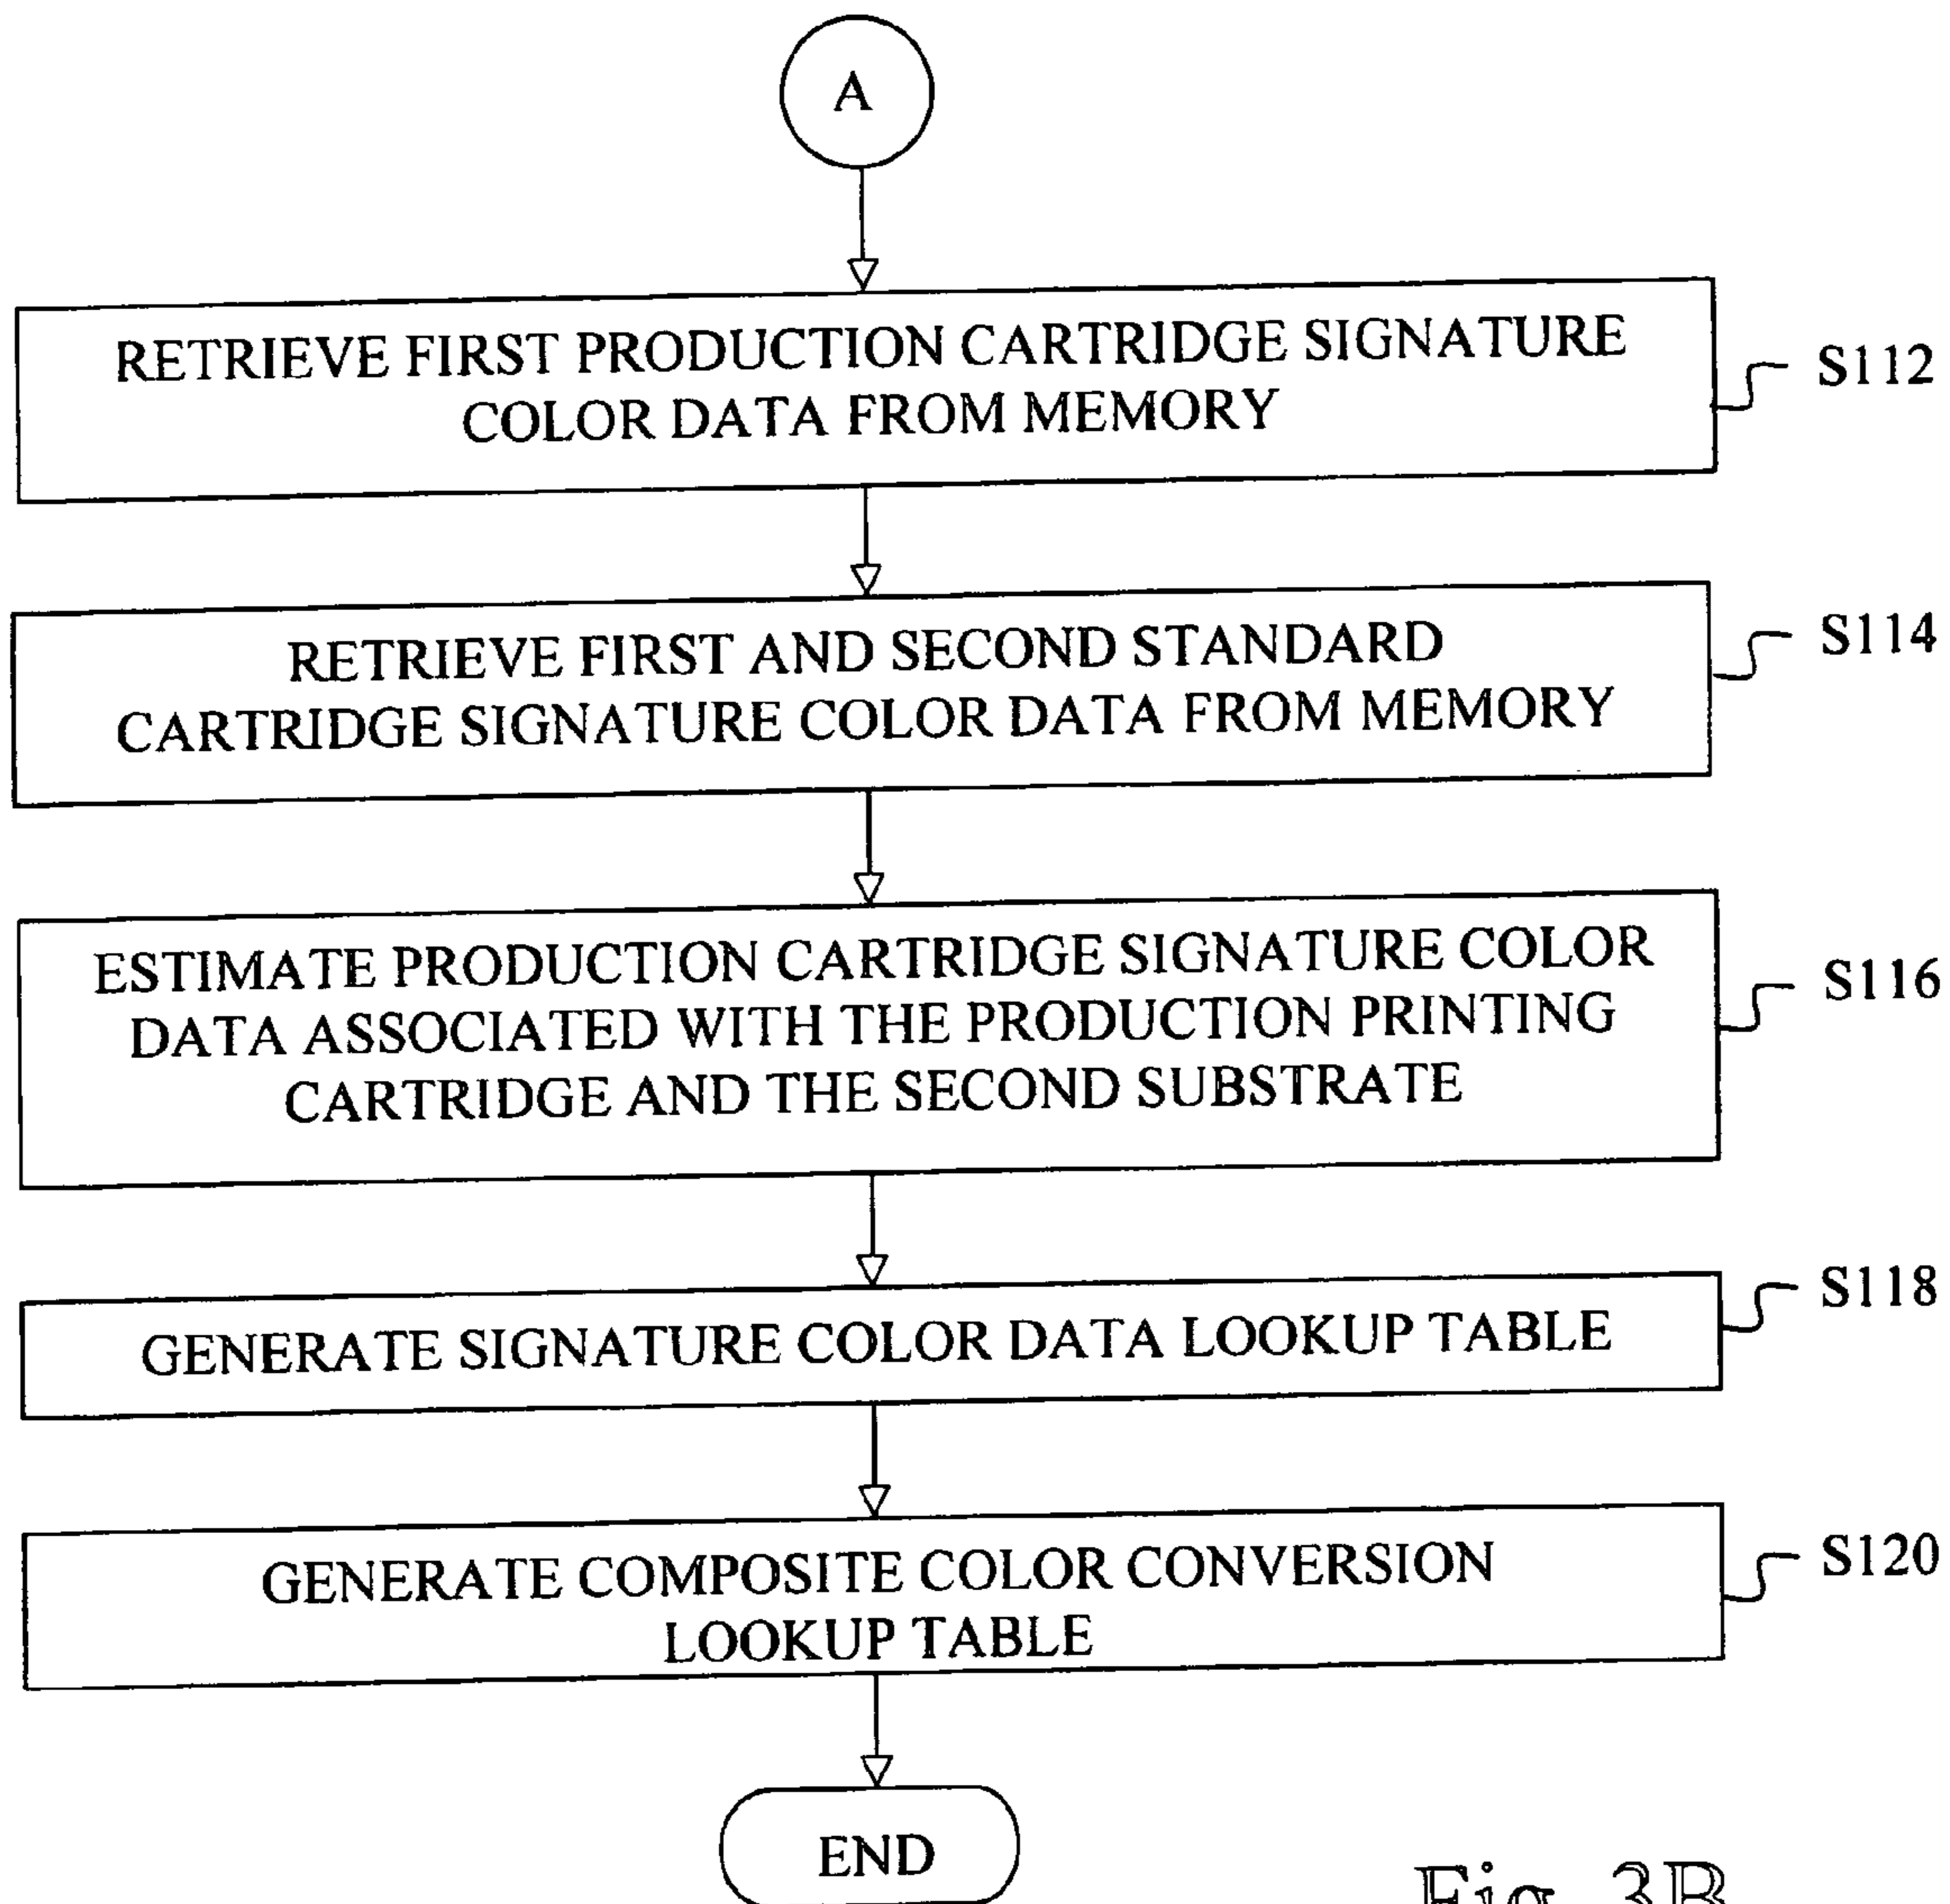 A
RETRIEVE FIRST PRODUCTION CARTRIDGE SIGNATURE
COLOR DATA FROM MEMORY
S112
RETRIEVE FIRST AND SECOND STANDARD
CARTRIDGE SIGNATURE COLOR DATA FROM MEMORY
S114
ESTIMATE PRODUCTION CARTRIDGE SIGNATURE COLOR
DATA ASSOCIATED WITH THE PRODUCTION PRINTING
CARTRIDGE AND THE SECOND SUBSTRATE
S116
GENERATE SIGNATURE COLOR DATA LOOKUP TABLE
S118
GENERATE COMPOSITE COLOR CONVERSION
LOOKUP TABLE
S120
END
Fig. 3B